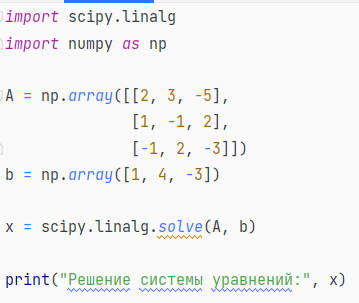 import scipy.linalg
import numpy as np
A = np.array([[2, 3, -5],
[1, -1, 2],
[-1, 2, -3]])
b = np.array([1, 4, -3])
x = scipy.linalg.solve(A, b)
print("Решение системы уравнений:", x)